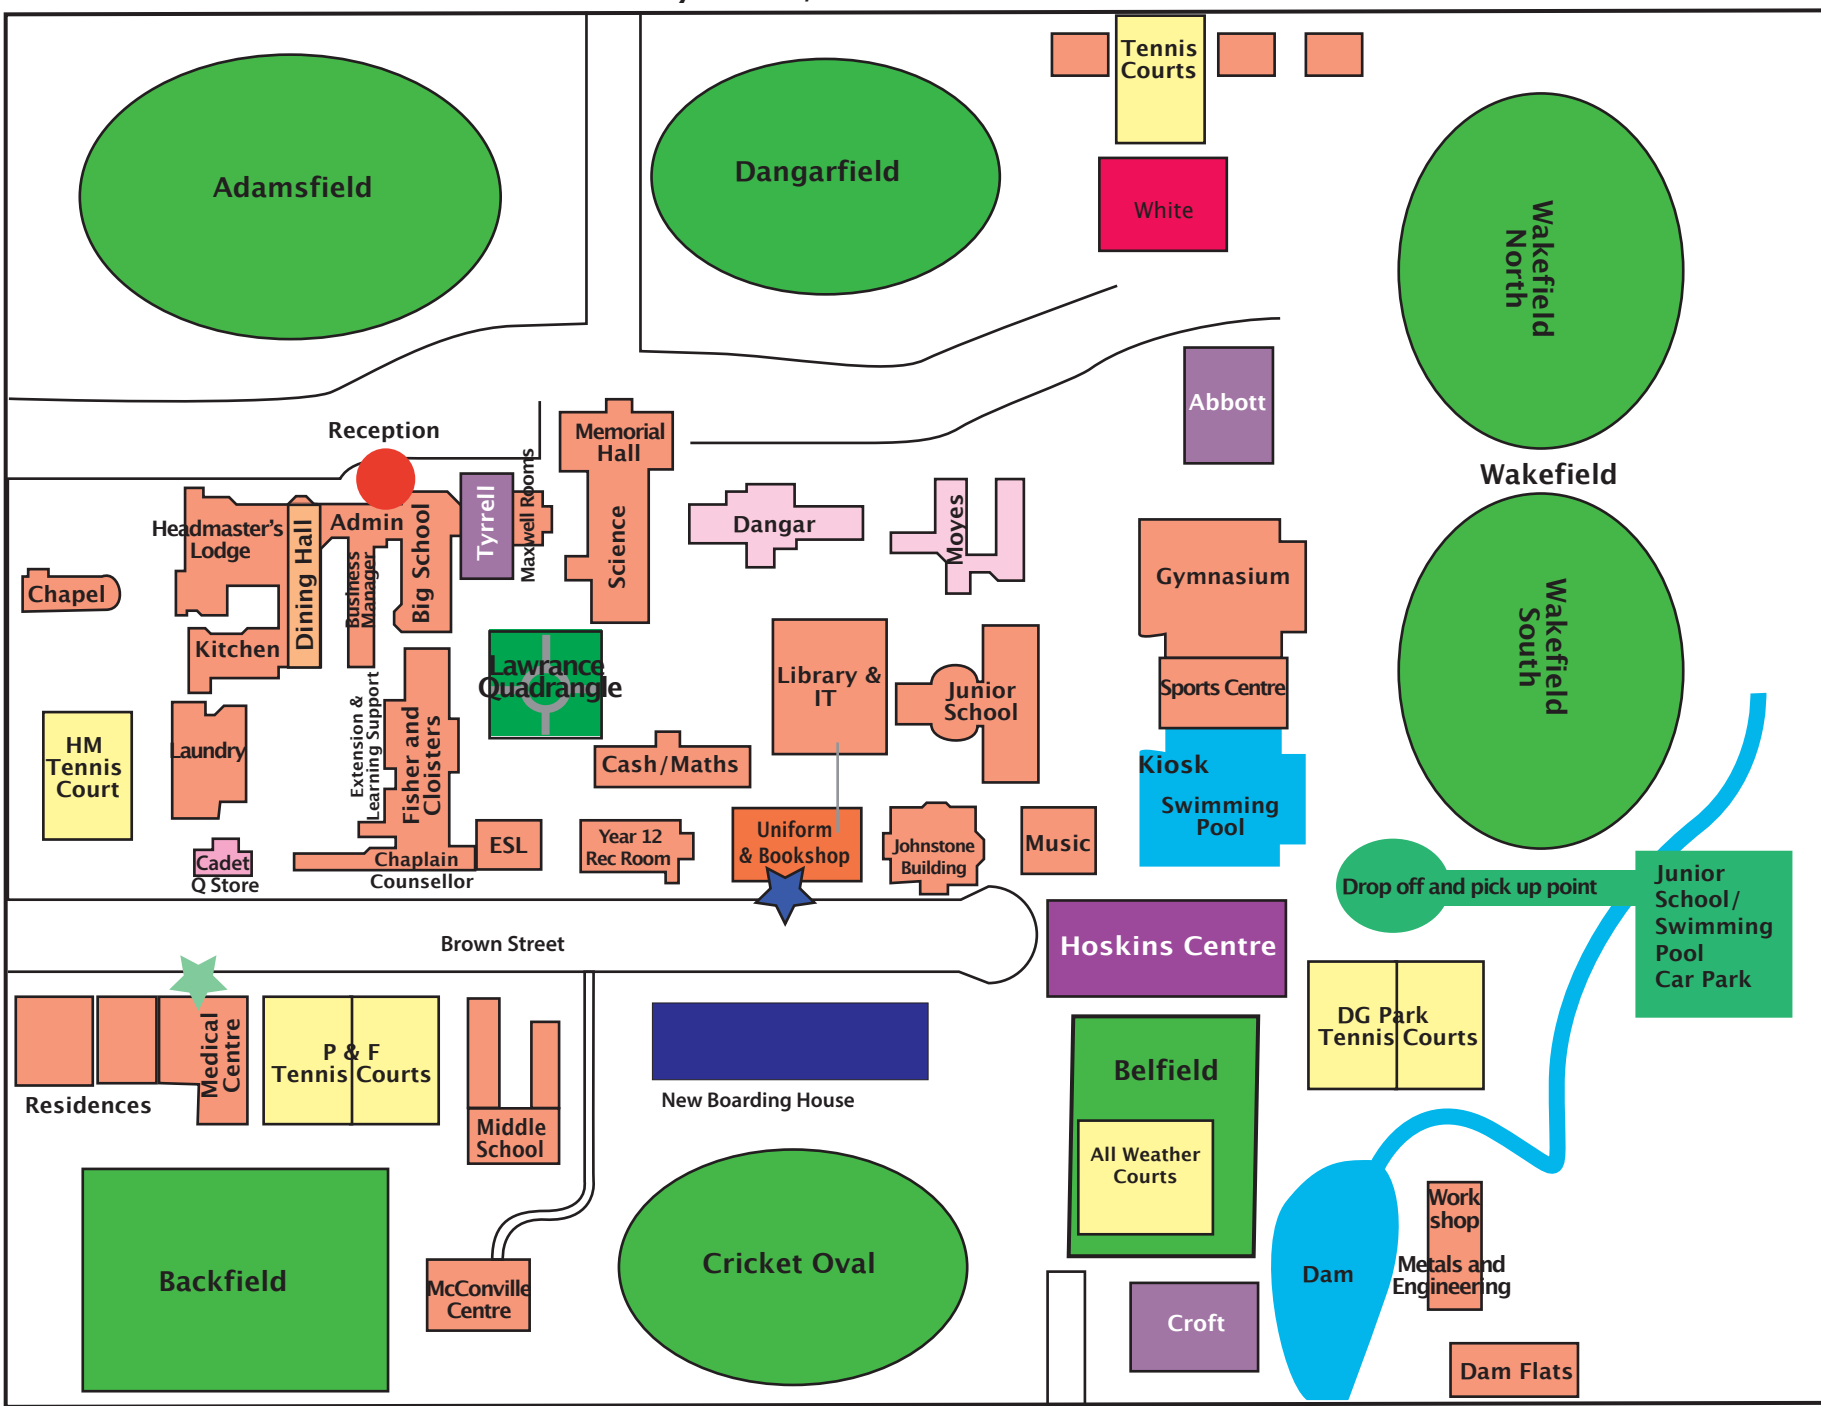 Tennis
Courts
Adamsfield
Dangarfield
White
Wakefield
North
Abbott
Reception
Memorial
Hall
Wakefield
Headmaster's
Lodge
Dining Hall
Admin
Business
Manager
Big School
Tyrrell
Maxwell Rooms
Science
Dangar
Moyes
Gymnasium
Wakefield
South
Chapel
Kitchen
Lawrance
Quadrangle
Library &
IT
Junior
School
Sports Centre
HM
Tennis
Court
Laundry
Extension &
Learning Support
Fisher and
Cloisters
Cash/Maths
Kiosk
Swimming
Pool
Cadet
Q Store
Chaplain
Counsellor
ESL
Year 12
Rec Room
Uniform
& Bookshop
Johnstone
Building
Music
Drop off and pick up point
Junior
School/
Swimming
Pool
Car Park
Brown Street
Hoskins Centre
Residences
Medical
Centre
P & F
Tennis Courts
Middle
School
New Boarding House
Belfield
DG Park
Tennis Courts
All Weather
Courts
Backfield
McConville
Centre
Cricket Oval
Croft
Dam
Work
shop
Metals and
Engineering
Dam Flats